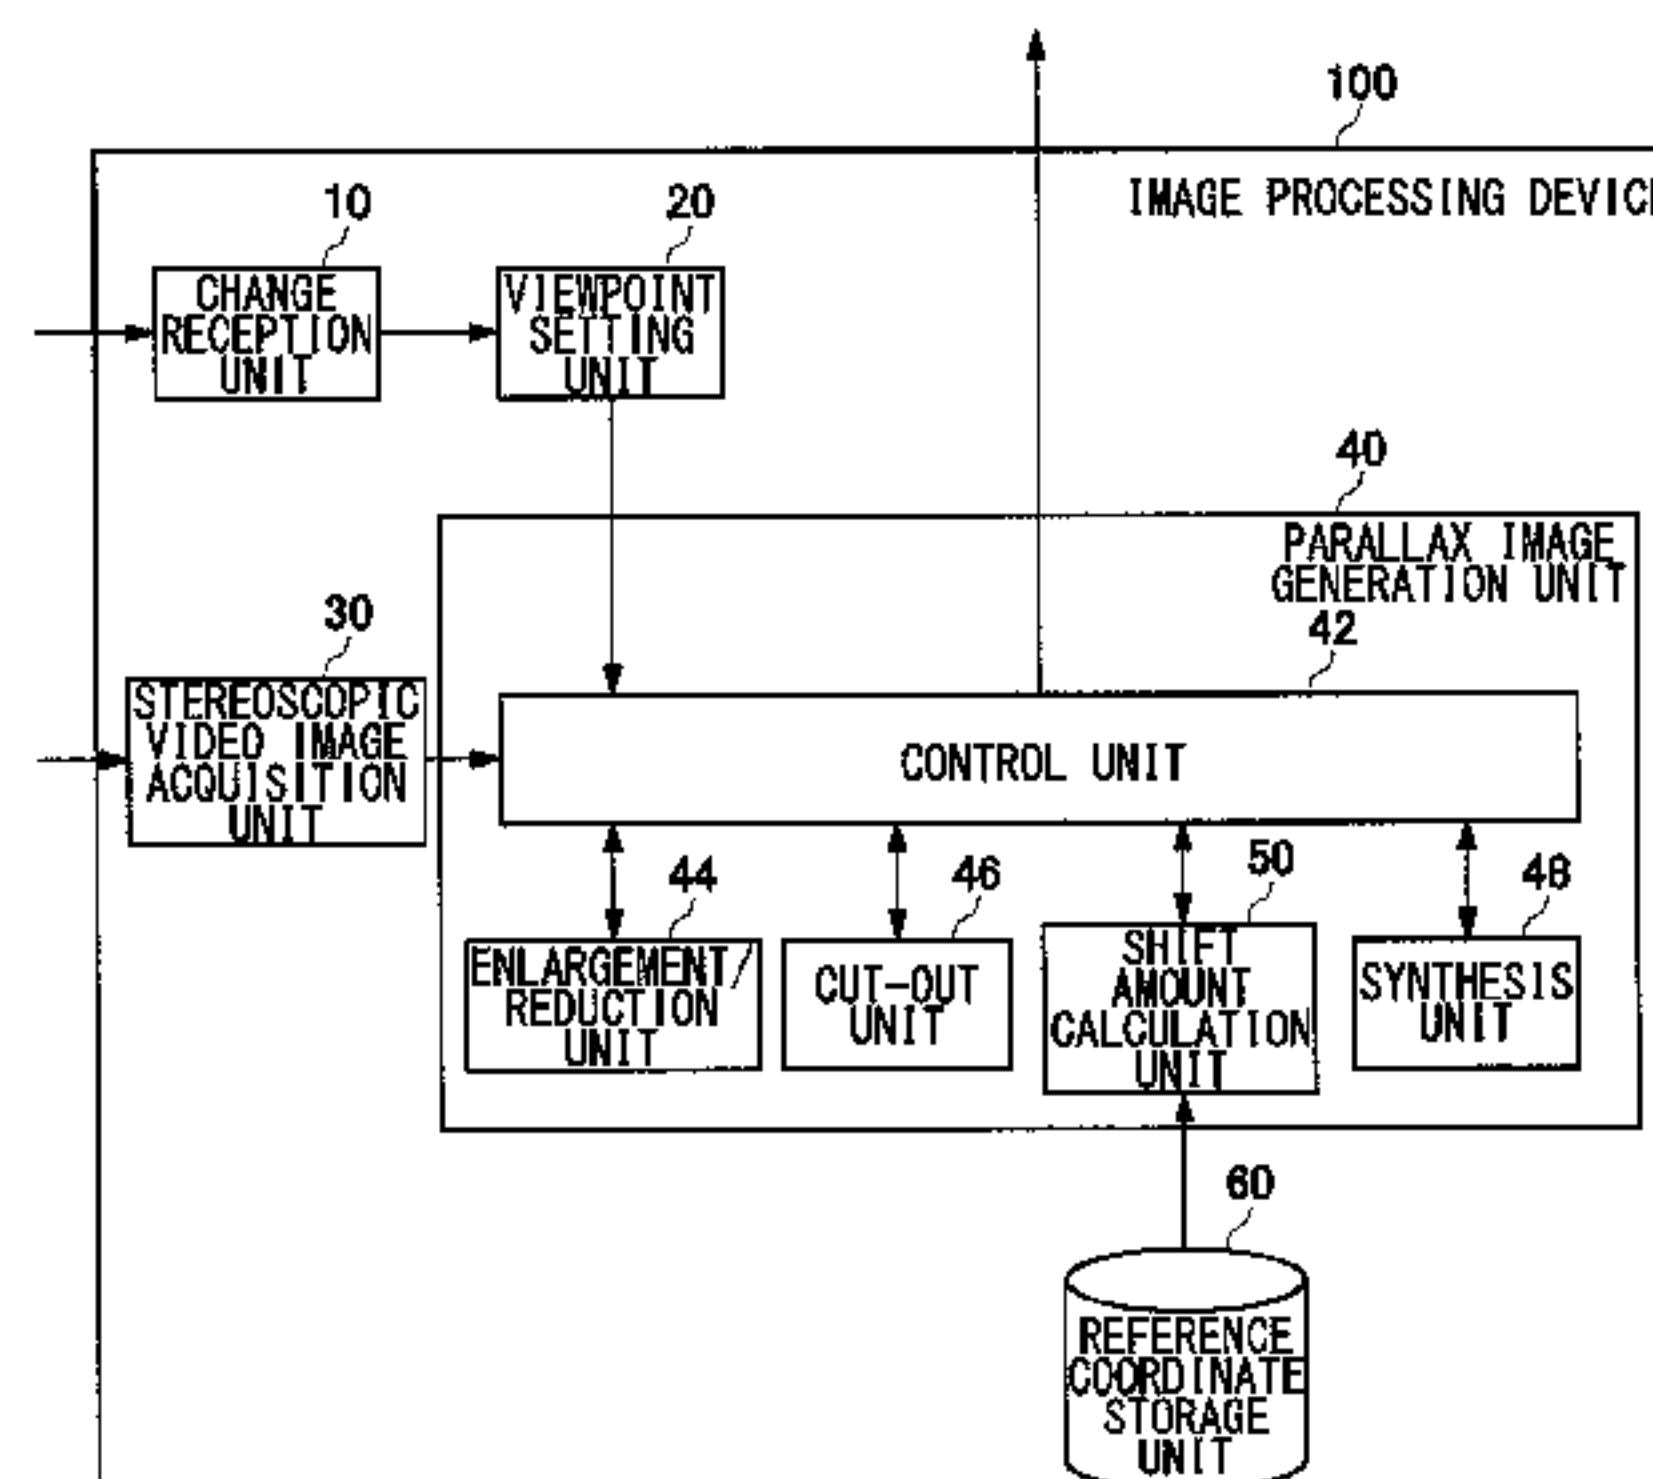 100
IMAGE PROCESSING DEVIC
10
20
CHANGE
RECEPTION
UNIT
VIEWPOINT
SETTING
UNIT
40
PARALLAX IMAGE
GENERATION UNIT
30
42
STEREOSCOPIC
VIDEO IMAGE
ACQUISITION
UNIT
CONTROL UNIT
44
46
50
48
ENLARGEMENT/
REDUCTION
UNIT
CUT-OUT
UNIT
SHIFT
AMOUNT
CALCULATION
UNIT
SYNTHESIS
UNIT
60
REFERENCE
COORDINATE
STORAGE
UNIT